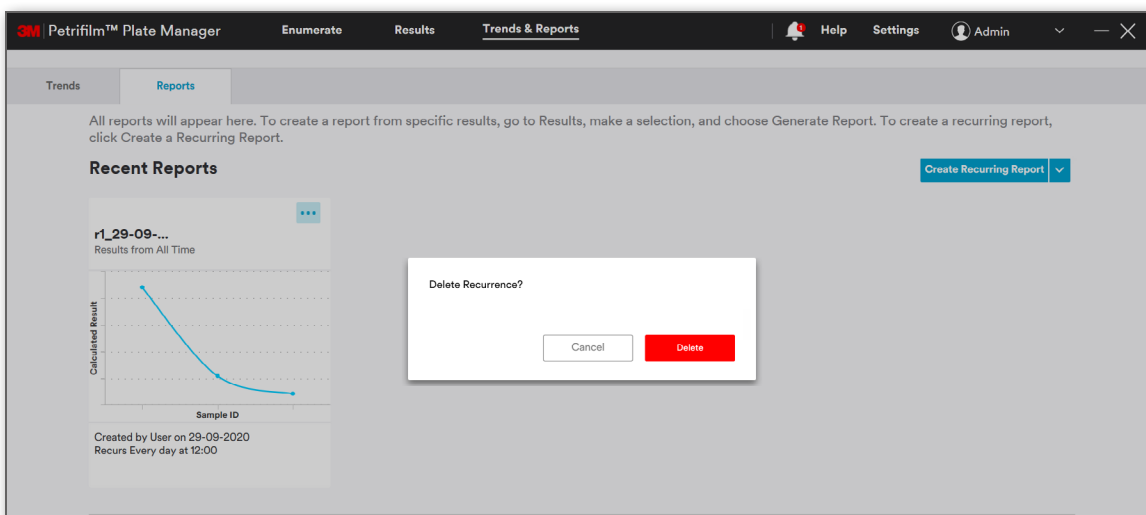 3M Petrifilm™ Plate Manager Enumerate Results Trends & Reports 1 Help Settings Admin
Trends Reports
All reports will appear here. To create a report from specific results, go to Results, make a selection, and choose Generate Report. To create a recurring report,
click Create a Recurring Report.
Recent Reports
Create Recurring Report
r1_29-09-...
Results from All Time
Calculated Result
Sample ID
Created by User on 29-09-2020
Recurs Every day at 12:00
Delete Recurrence?
Cancel Delete